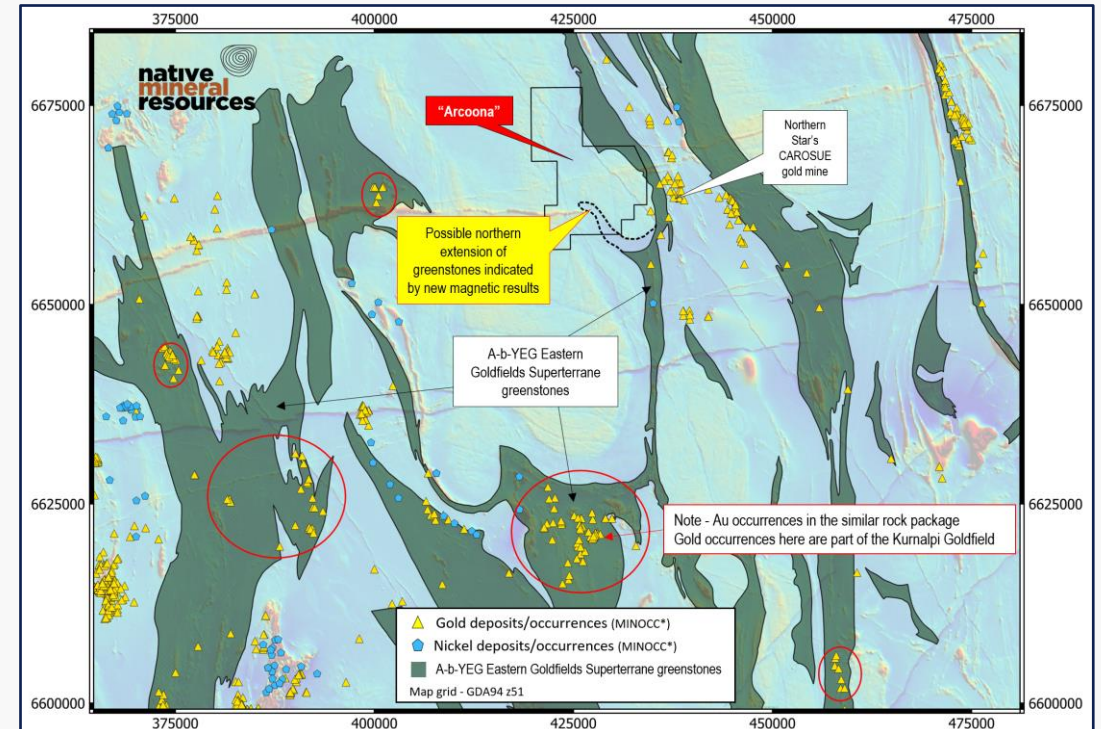 375000 400000 425000 450000 475000
native
mineral
resources
6675000
6675000
"Arcoona"
Northern
Star's
CAROSUE
gold mine
Possible northern
extension of
greenstones indicated
by new magnetic results
6650000
6650000
A-b-YEG Eastern
Goldfields Superterrane
greenstones
6625000
6625000
Note - Au occurrences in the similar rock package
Gold occurrences here are part of the Kurnalpi Goldfield
Gold deposits/occurrences (MINOCC*)
Nickel deposits/occurrences (MINOCC*)
A-b-YEG Eastern Goldfields Superterrane greenstones
Map grid - GDA94 z51
6600000
6600000
375000 400000 425000 450000 475000